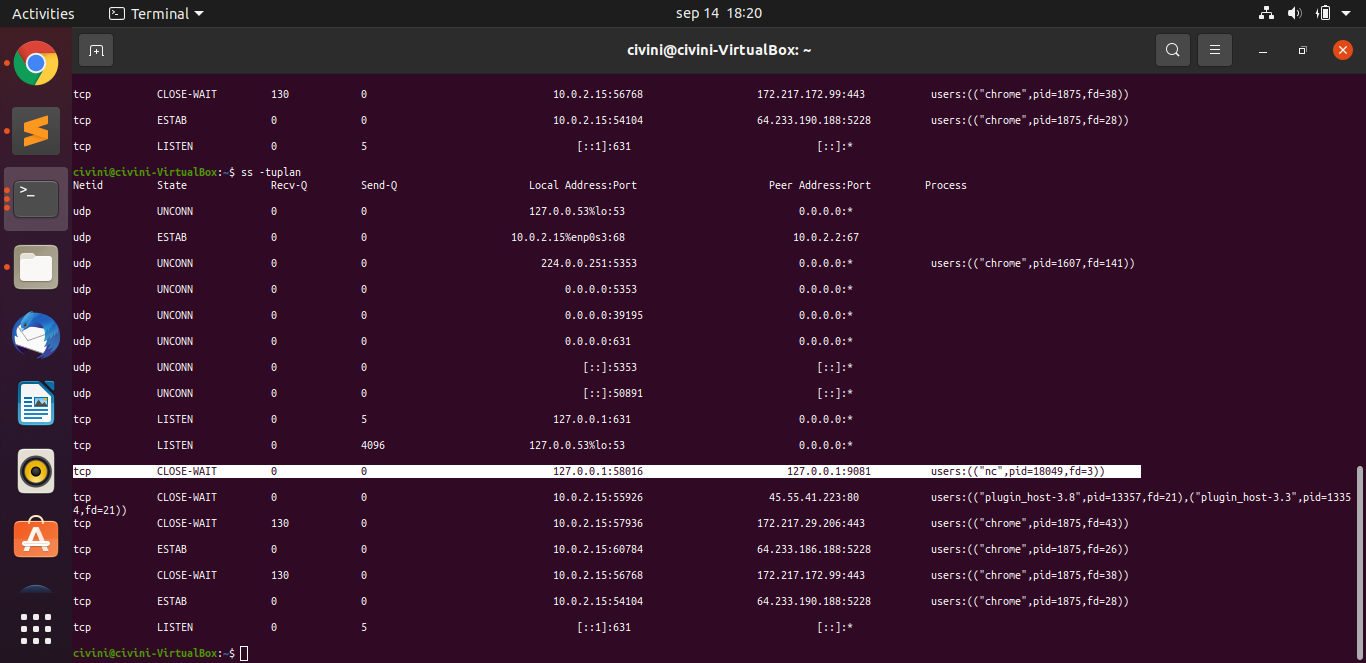 Activities Terminal sep 14 18:20
civini@civini-VirtualBox: ~
tcp CLOSE-WAIT 130 0 10.0.2.15:56768 172.217.172.99:443 users:(("chrome",pid=1875,fd=38))
tcp ESTAB 0 0 10.0.2.15:54104 64.233.190.188:5228 users:(("chrome",pid=1875,fd=28))
tcp LISTEN 0 5 [::1]:631 [::]:*
civini@civini-VirtualBox:~$ ss -tuplan
Netid State Recv-Q Send-Q Local Address:Port Peer Address:Port Process
udp UNCONN 0 0 127.0.0.53%lo:53 0.0.0.0:*
udp ESTAB 0 0 10.0.2.15%enp0s3:68 10.0.2.2:67
udp UNCONN 0 0 224.0.0.251:5353 0.0.0.0:* users:(("chrome",pid=1607,fd=141))
udp UNCONN 0 0 0.0.0.0:5353 0.0.0.0:*
udp UNCONN 0 0 0.0.0.0:39195 0.0.0.0:*
udp UNCONN 0 0 0.0.0.0:631 0.0.0.0:*
udp UNCONN 0 0 [::]:5353 [::]:*
udp UNCONN 0 0 [::]:50891 [::]:*
tcp LISTEN 0 5 127.0.0.1:631 0.0.0.0:*
tcp LISTEN 0 4096 127.0.0.53%lo:53 0.0.0.0:*
tcp CLOSE-WAIT 0 0 127.0.0.1:58016 127.0.0.1:9081 users:(("nc",pid=18049,fd=3))
tcp CLOSE-WAIT 0 0 10.0.2.15:55926 45.55.41.223:80 users:(("plugin_host-3.8",pid=13357,fd=21),("plugin_host-3.3",pid=1335
4,fd=21))
tcp CLOSE-WAIT 130 0 10.0.2.15:57936 172.217.29.206:443 users:(("chrome",pid=1875,fd=43))
tcp ESTAB 0 0 10.0.2.15:60784 64.233.186.188:5228 users:(("chrome",pid=1875,fd=26))
tcp CLOSE-WAIT 130 0 10.0.2.15:56768 172.217.172.99:443 users:(("chrome",pid=1875,fd=38))
tcp ESTAB 0 0 10.0.2.15:54104 64.233.190.188:5228 users:(("chrome",pid=1875,fd=28))
tcp LISTEN 0 5 [::1]:631 [::]:*
civini@civini-VirtualBox:~$